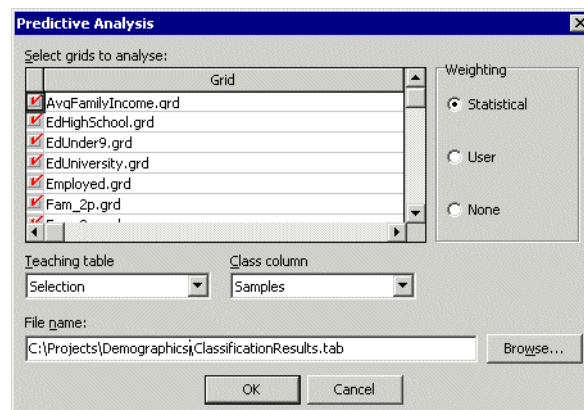 Predictive Analysis
Select grids to analyse:
Grid
AvgFamilyIncome.grd
EdHighSchool.grd
EdUnder9.grd
EdUniversity.grd
Employed.grd
Fam_2p.grd
Weighting
Statistical
User
None
Teaching table
Class column
Selection
Samples
File name:
C:\Projects\Demographics\ClassificationResults.tab
Browse...
OK
Cancel